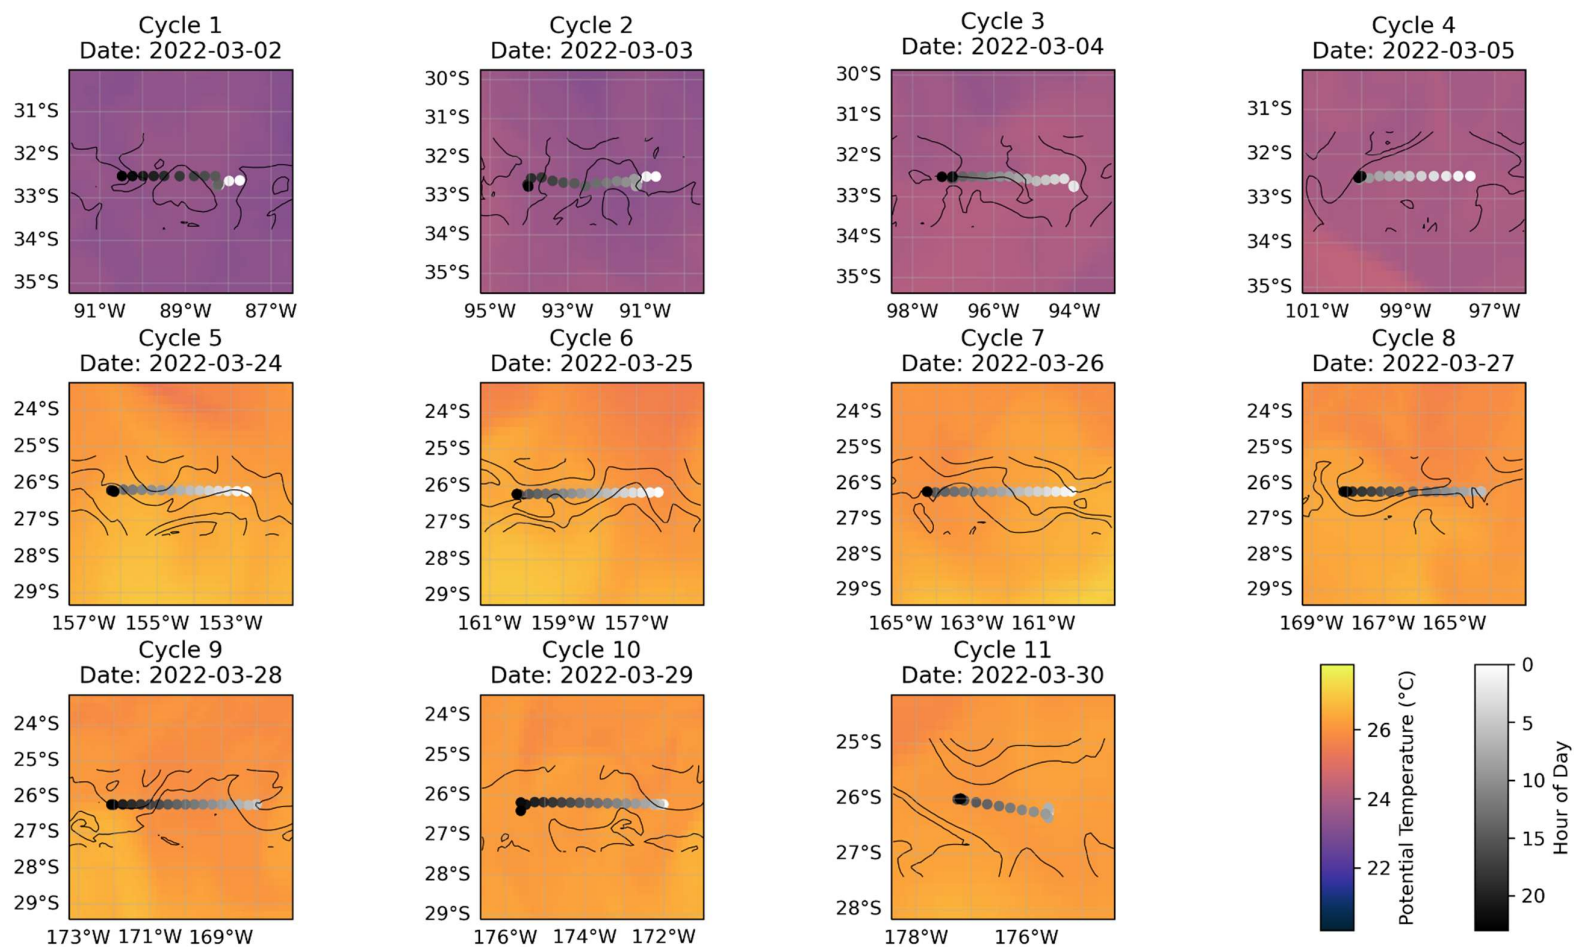 Cycle 1
Date: 2022-03-02
31°S
32°S
33°S
34°S
35°S
91°W 89°W 87°W
Cycle 2
Date: 2022-03-03
30°S
31°S
32°S
33°S
34°S
35°S
95°W 93°W 91°W
Cycle 3
Date: 2022-03-04
30°S
31°S
32°S
33°S
34°S
35°S
98°W 96°W 94°W
Cycle 4
Date: 2022-03-05
31°S
32°S
33°S
34°S
35°S
101°W 99°W 97°W
Cycle 5
Date: 2022-03-24
24°S
25°S
26°S
27°S
28°S
29°S
157°W 155°W 153°W
Cycle 6
Date: 2022-03-25
24°S
25°S
26°S
27°S
28°S
29°S
161°W 159°W 157°W
Cycle 7
Date: 2022-03-26
24°S
25°S
26°S
27°S
28°S
29°S
165°W 163°W 161°W
Cycle 8
Date: 2022-03-27
24°S
25°S
26°S
27°S
28°S
29°S
169°W 167°W 165°W
Cycle 9
Date: 2022-03-28
24°S
25°S
26°S
27°S
28°S
29°S
173°W 171°W 169°W
Cycle 10
Date: 2022-03-29
24°S
25°S
26°S
27°S
28°S
29°S
176°W 174°W 172°W
Cycle 11
Date: 2022-03-30
25°S
26°S
27°S
28°S
178°W 176°W
26
24
22
Potential Temperature (°C)
0
5
10
15
20
Hour of Day